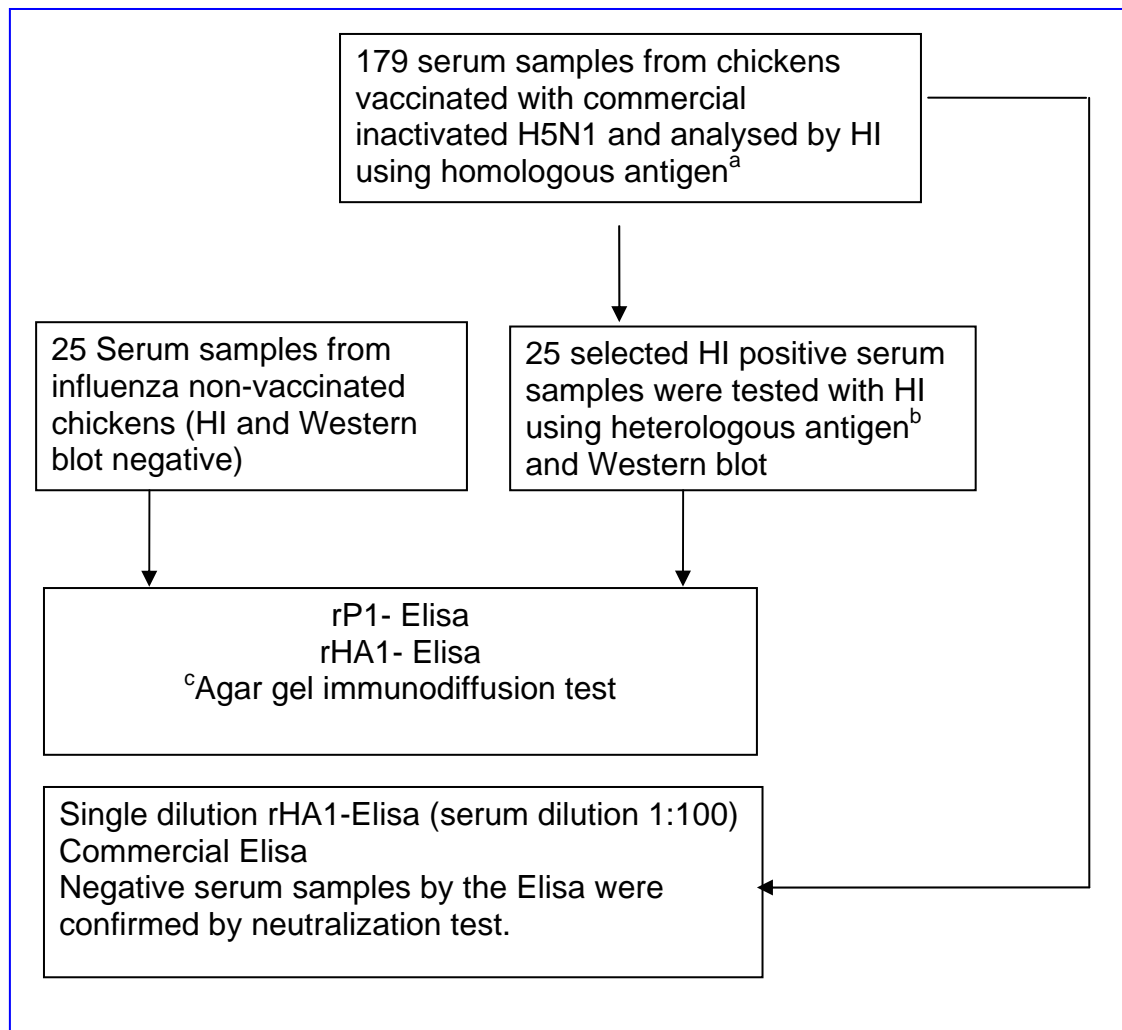 179 serum samples from chickens
vaccinated with commercial
inactivated H5N1 and analysed by HI
using homologous antigenᵃ
25 Serum samples from
influenza non-vaccinated
chickens (HI and Western
blot negative)
25 selected HI positive serum
samples were tested with HI
using heterologous antigenᵇ
and Western blot
rP1- Elisa
rHA1- Elisa
ᶜAgar gel immunodiffusion test
Single dilution rHA1-Elisa (serum dilution 1:100)
Commercial Elisa
Negative serum samples by the Elisa were
confirmed by neutralization test.